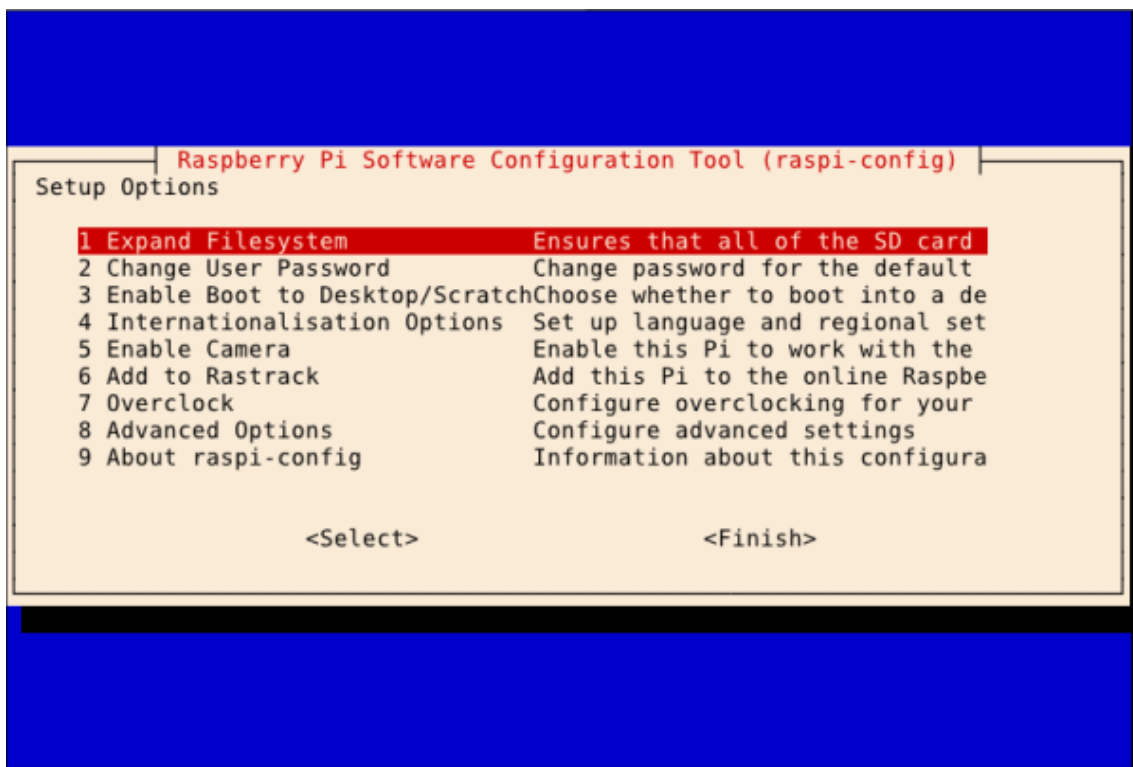 Raspberry Pi Software Configuration Tool (raspi-config)
Setup Options
1 Expand Filesystem Ensures that all of the SD card
2 Change User Password Change password for the default
3 Enable Boot to Desktop/ScratchChoose whether to boot into a de
4 Internationalisation Options Set up language and regional set
5 Enable Camera Enable this Pi to work with the
6 Add to Rastrack Add this Pi to the online Raspbe
7 Overclock Configure overclocking for your
8 Advanced Options Configure advanced settings
9 About raspi-config Information about this configura
<Select> <Finish>